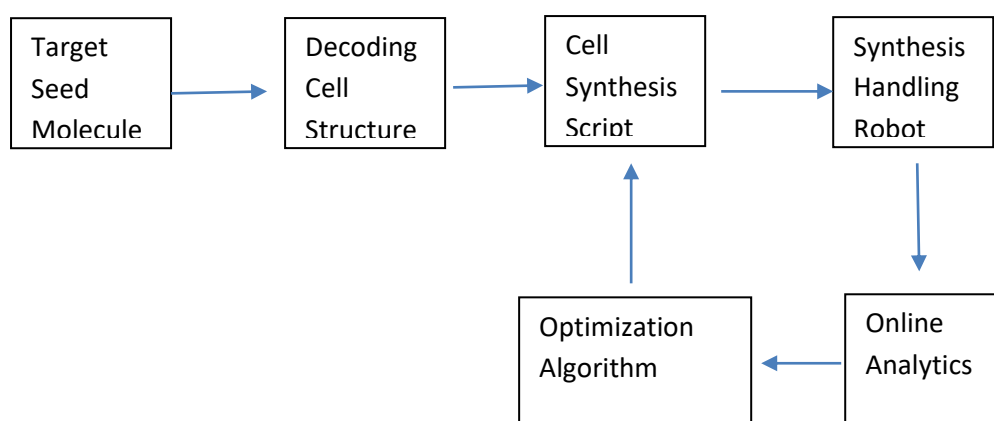 Target
Seed
Molecule
Decoding
Cell
Structure
Cell
Synthesis
Script
Synthesis
Handling
Robot
Optimization
Algorithm
Online
Analytics